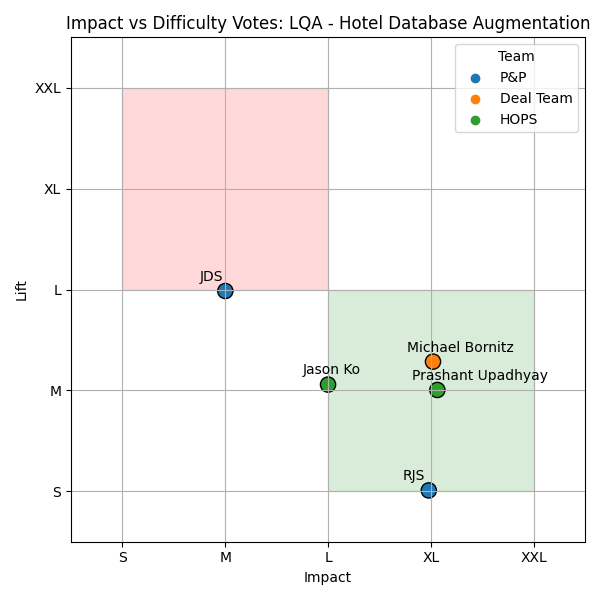 Impact vs Difficulty Votes: LQA - Hotel Database Augmentation
Team
P&P
Deal Team
HOPS
XXL
XL
L
M
S
Lift
JDS
Michael Bornitz
Jason Ko
Prashant Upadhyay
RJS
S M L XL XXL
Impact